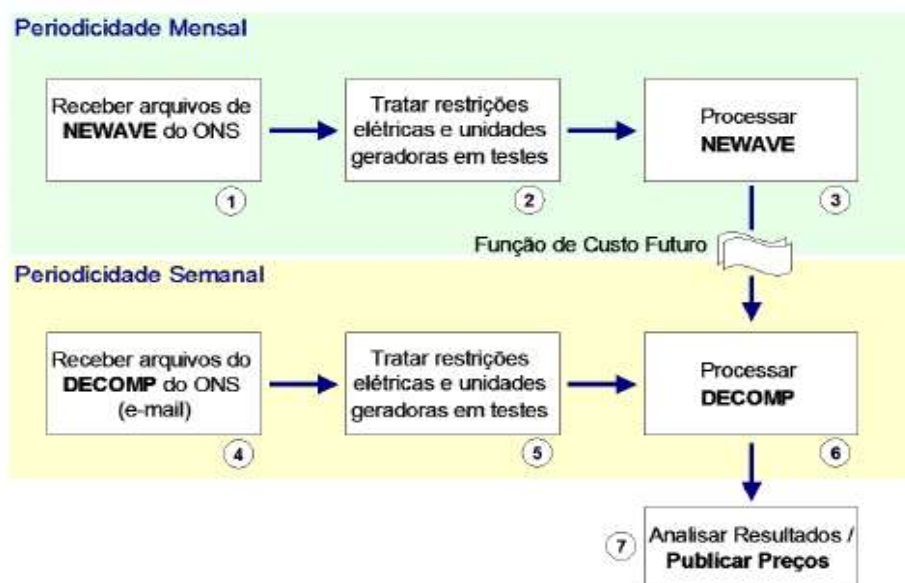 Periodicidade Mensal
Receber arquivos de
NEWAVE do ONS
1
Tratar restrições
elétricas e unidades
geradoras em testes
2
Processar
NEWAVE
3
Função de Custo Futuro
Periodicidade Semanal
Receber arquivos do
DECOMP do ONS
(e-mail)
4
Tratar restrições
elétricas e unidades
geradoras em testes
5
Processar
DECOMP
6
7
Analisar Resultados /
Publicar Preços